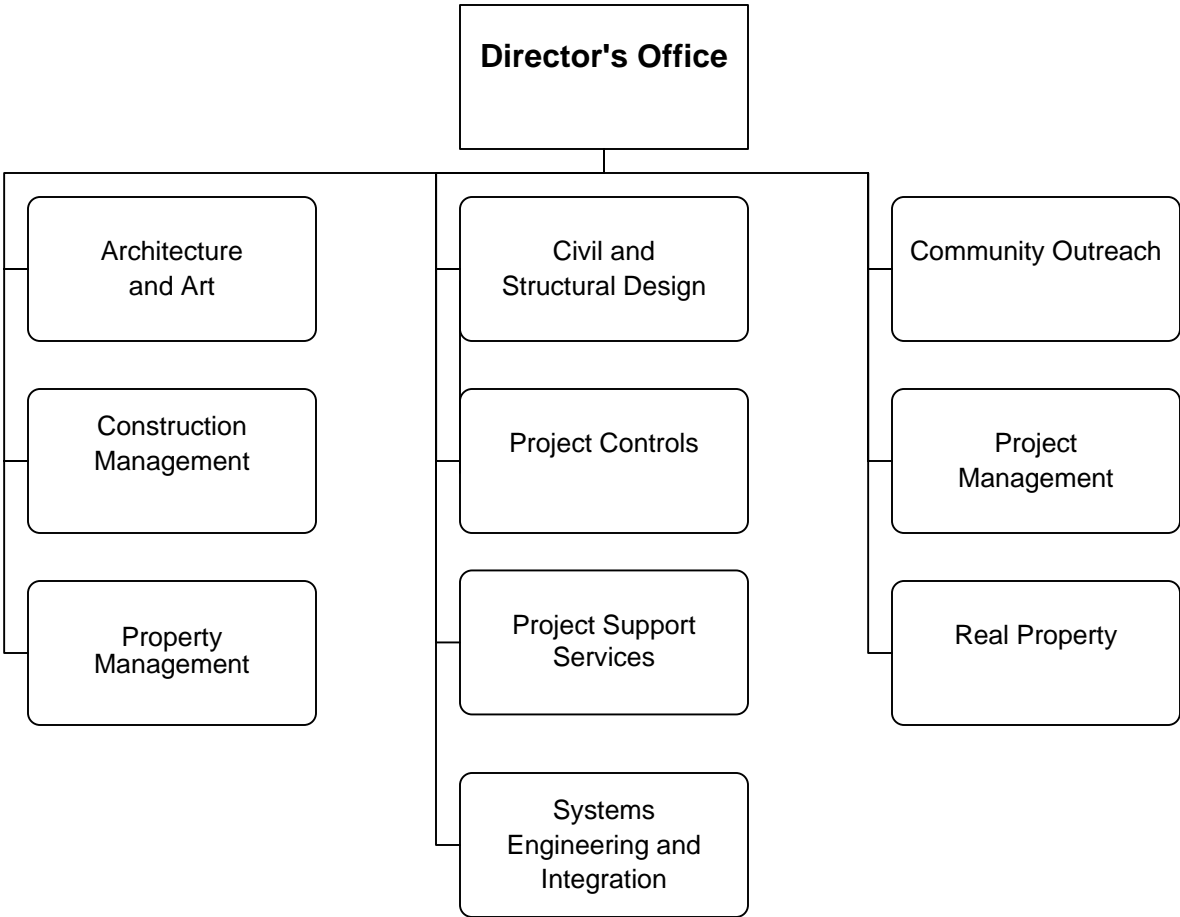 Director's Office
Architecture
and Art
Civil and
Structural Design
Community Outreach
Construction
Management
Project Controls
Project
Management
Property
Management
Project Support
Services
Real Property
Systems
Engineering and
Integration